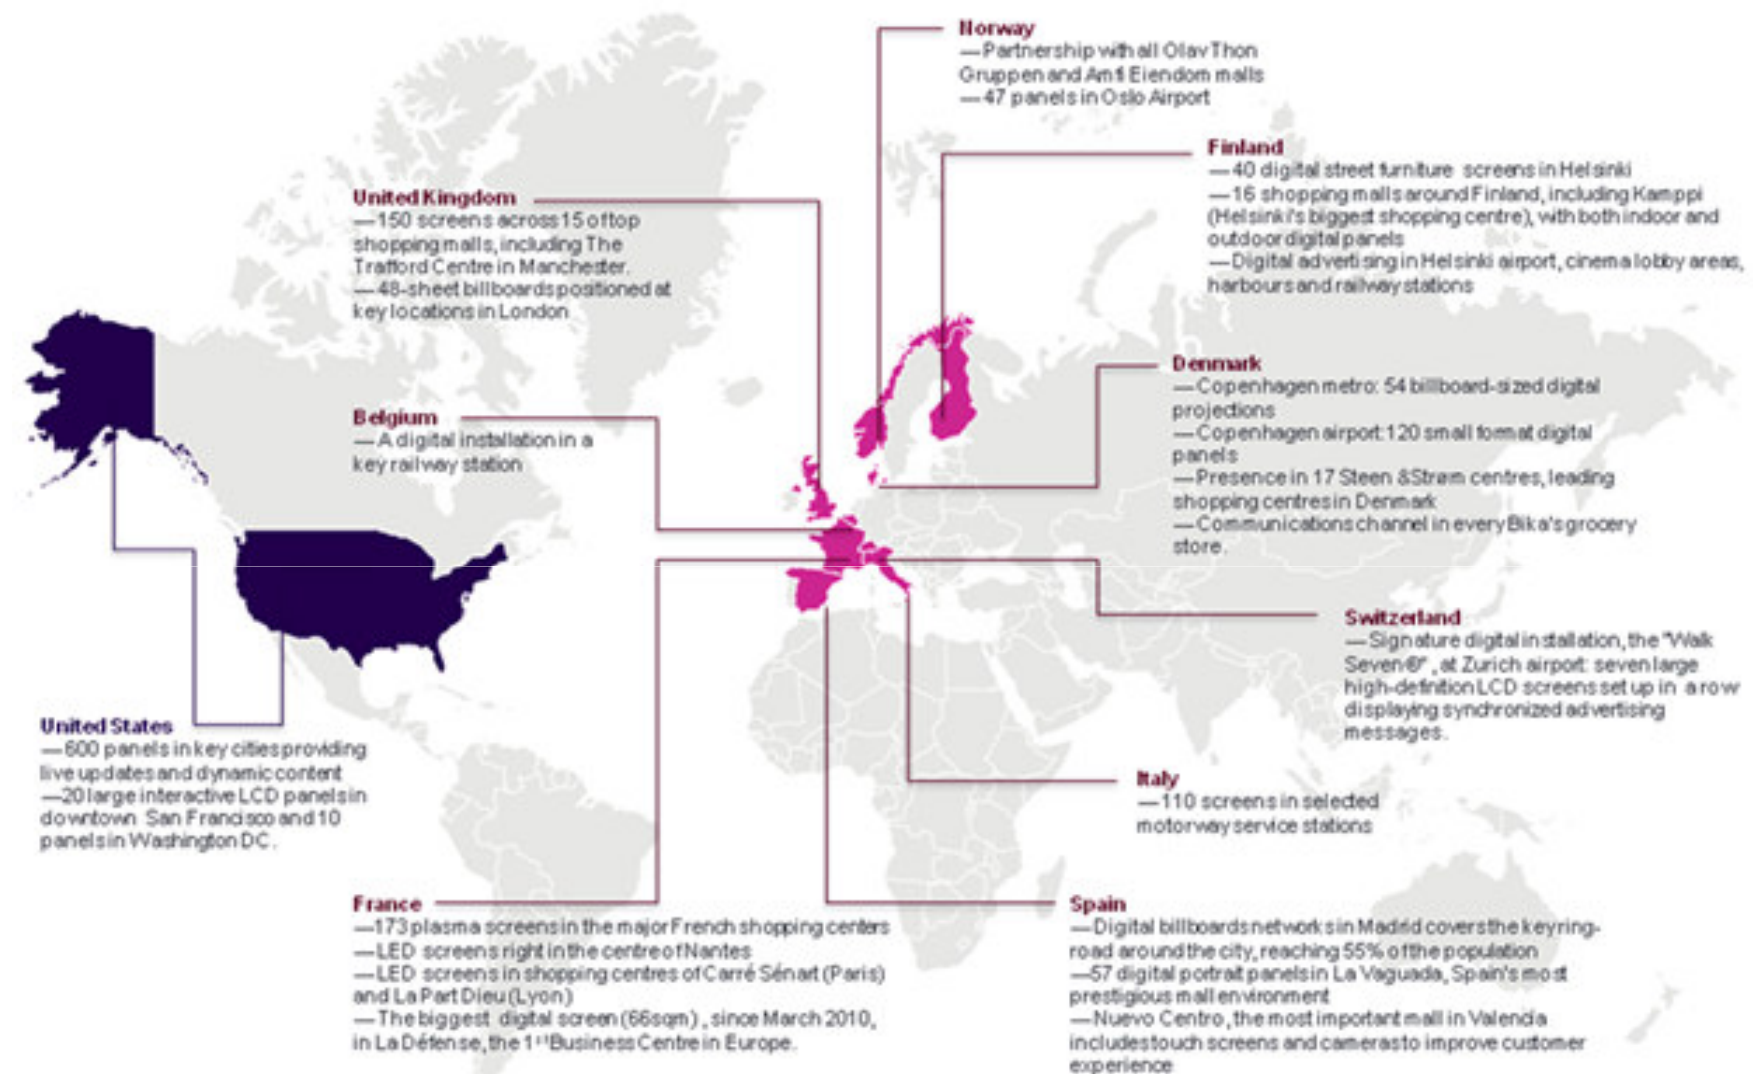 Norway
—Partnership with all Olav Thon
Gruppen and Amfi Eiendom malls
—47 panels in Oslo Airport
Finland
—40 digital street furniture screens in Helsinki
—16 shopping malls around Finland, including Kamppi
(Helsinki's biggest shopping centre), with both indoor and
outdoor digital panels
—Digital advertising in Helsinki airport, cinema lobby areas,
harbours and railway stations
United Kingdom
—150 screens across 15 of top
shopping malls, including The
Trafford Centre in Manchester.
—48-sheet billboards positioned at
key locations in London
Denmark
—Copenhagen metro: 54 billboard-sized digital
projections
—Copenhagen airport: 120 small format digital
panels
—Presence in 17 Steen & Strøm centres, leading
shopping centres in Denmark
—Communications channel in every Bika's grocery
store.
Belgium
—A digital installation in a
key railway station
Switzerland
—Signature digital installation, the "Walk
Seven®", at Zurich airport: seven large
high-definition LCD screens set up in a row
displaying synchronized advertising
messages.
United States
—600 panels in key cities providing
live updates and dynamic content
—20 large interactive LCD panels in
downtown San Francisco and 10
panels in Washington DC.
Italy
—110 screens in selected
motorway service stations
France
—173 plasma screens in the major French shopping centers
—LED screens right in the centre of Nantes
—LED screens in shopping centres of Carré Sénart (Paris)
and La Part Dieu (Lyon)
—The biggest digital screen (66sqm), since March 2010,
in La Défense, the 1st Business Centre in Europe.
Spain
—Digital billboards networks in Madrid covers the key ring-
road around the city, reaching 55% of the population
—57 digital portrait panels in La Vaguada, Spain's most
prestigious mall environment
—Nuevo Centro, the most important mall in Valencia
includes touch screens and cameras to improve customer
experience